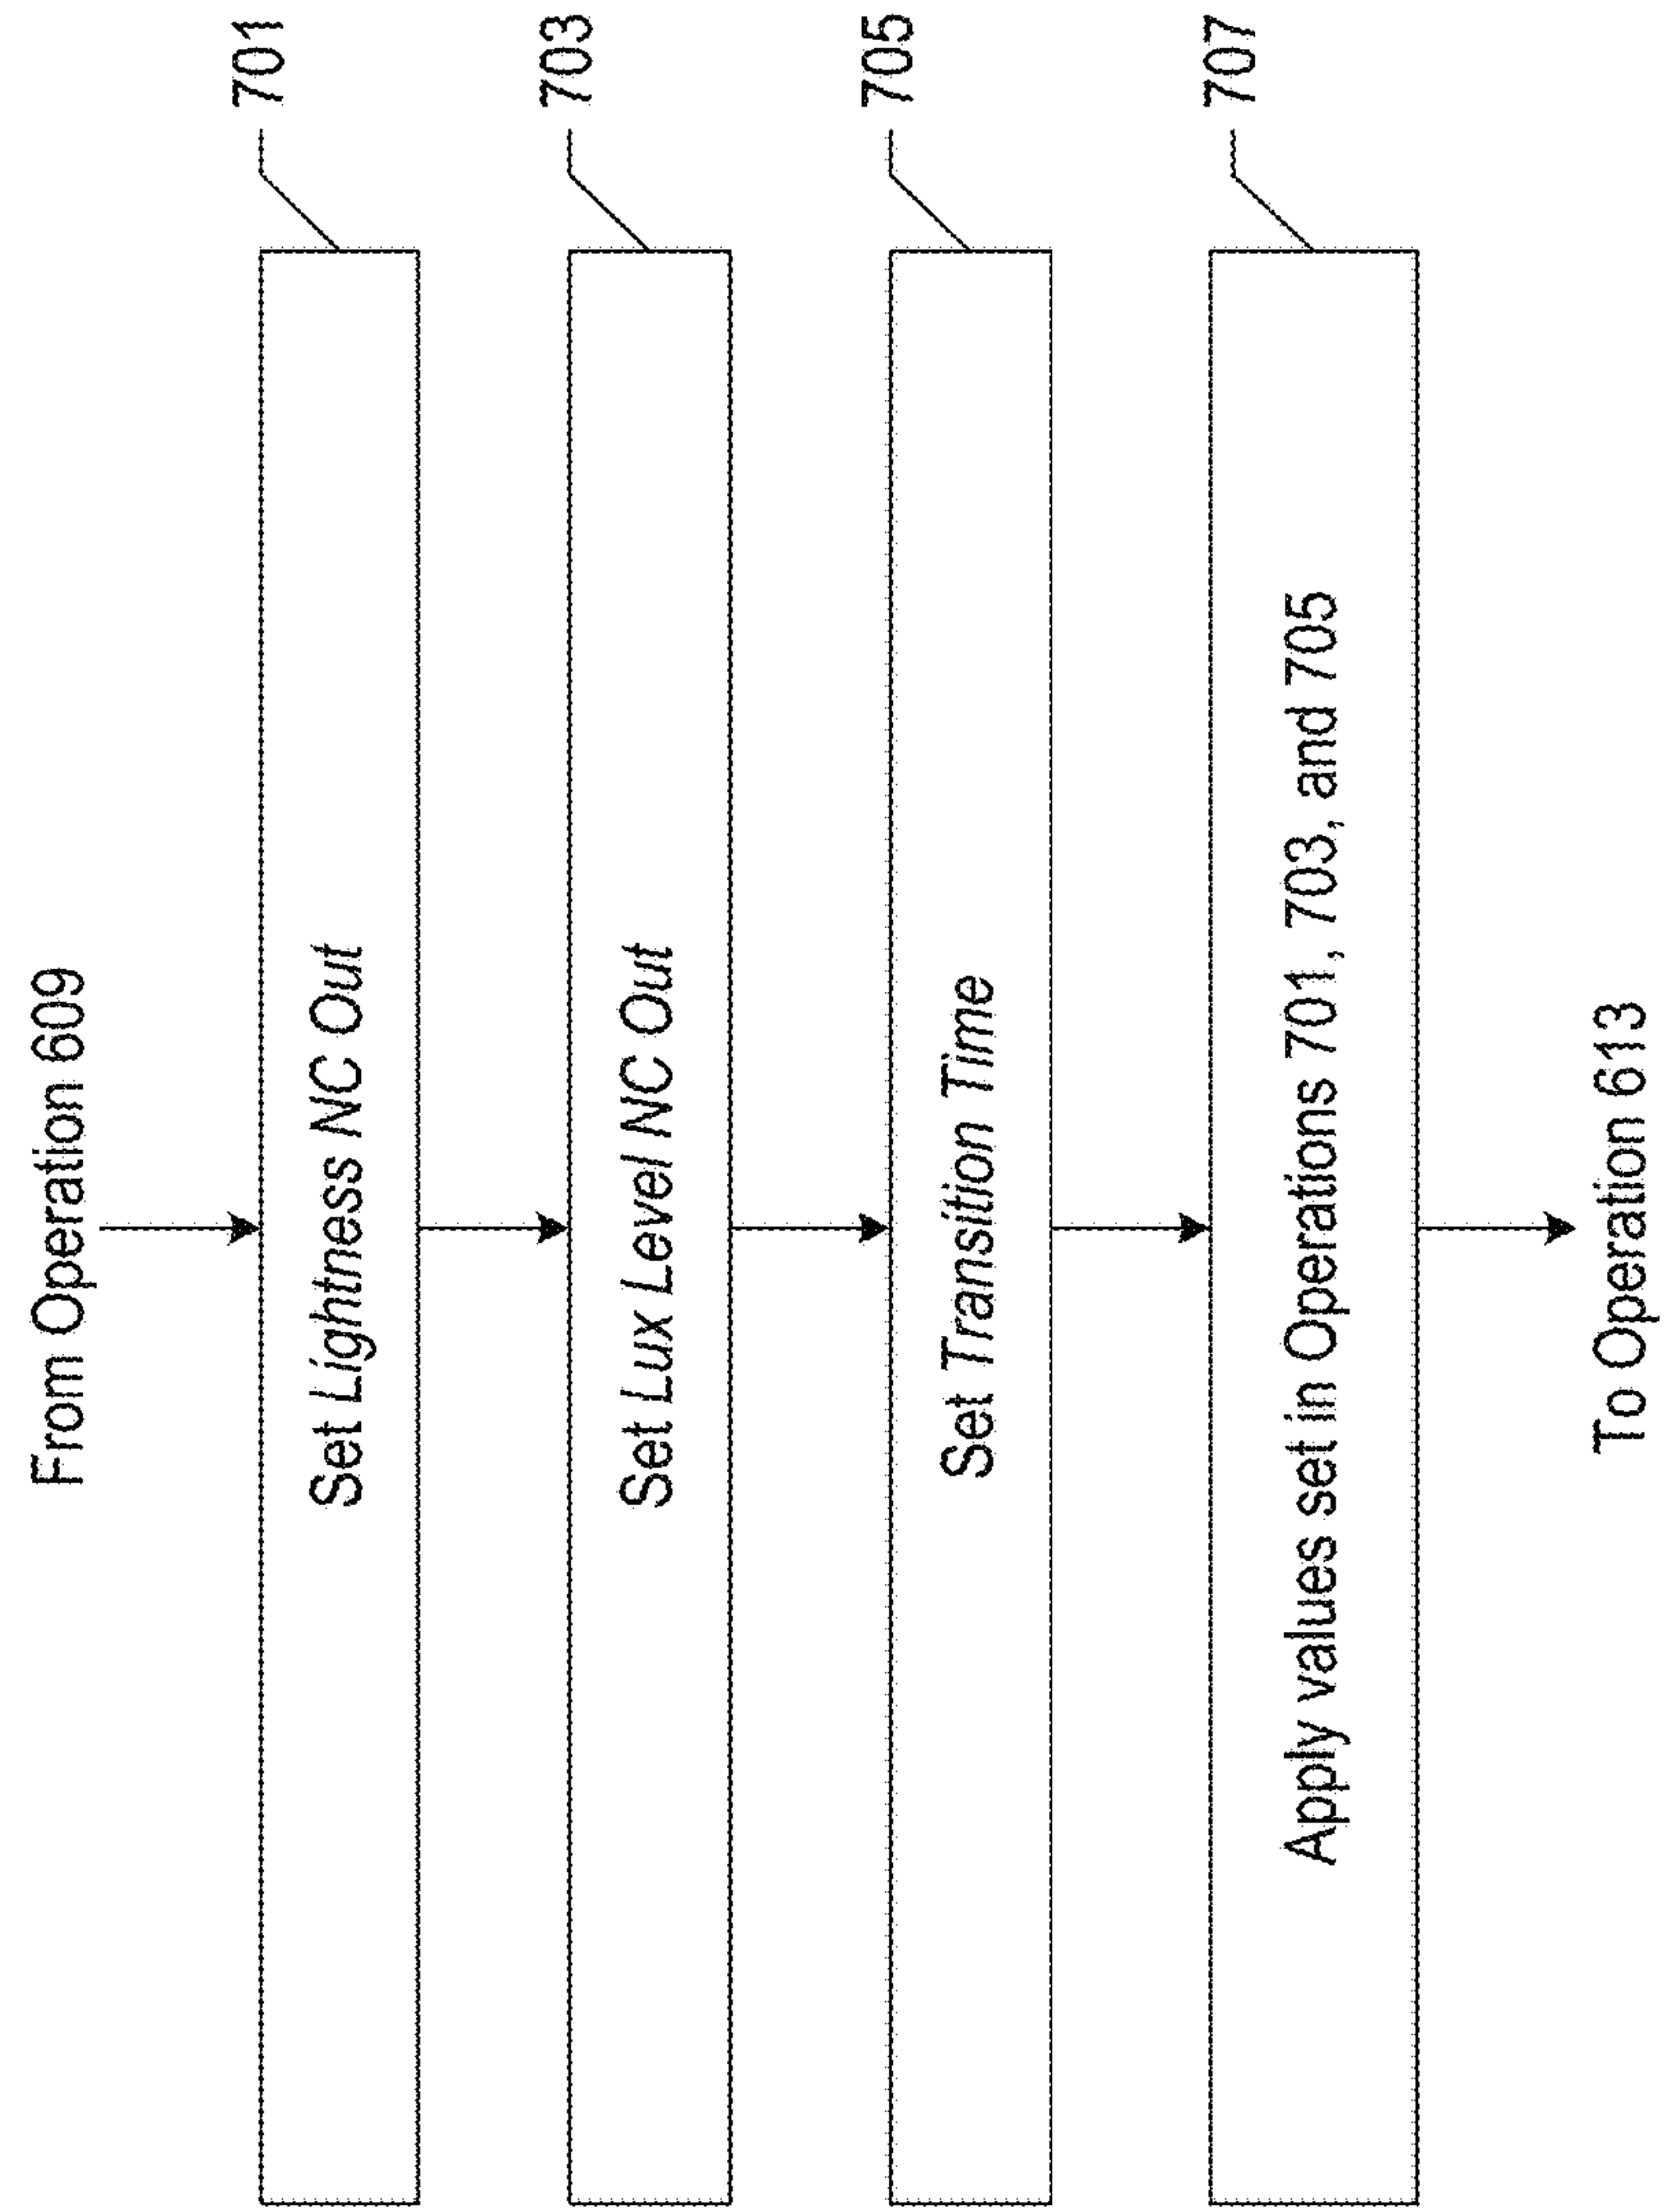 From Operation 609
701
Set Lightness NC Out
703
Set Lux Level NC Out
705
Set Transition Time
707
Apply values set in Operations 701, 703, and 705
To Operation 613